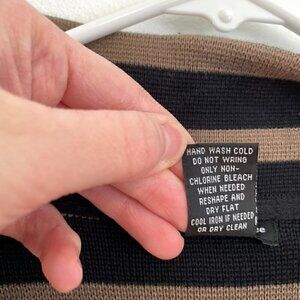 HAND WASH COLD
DO NOT WRING
ONLY NON-
CHLORINE BLEACH
WHEN NEEDED
RESHAPE AND
DRY FLAT
COOL IRON IF NEEDED
OR DRY CLEAN
ee